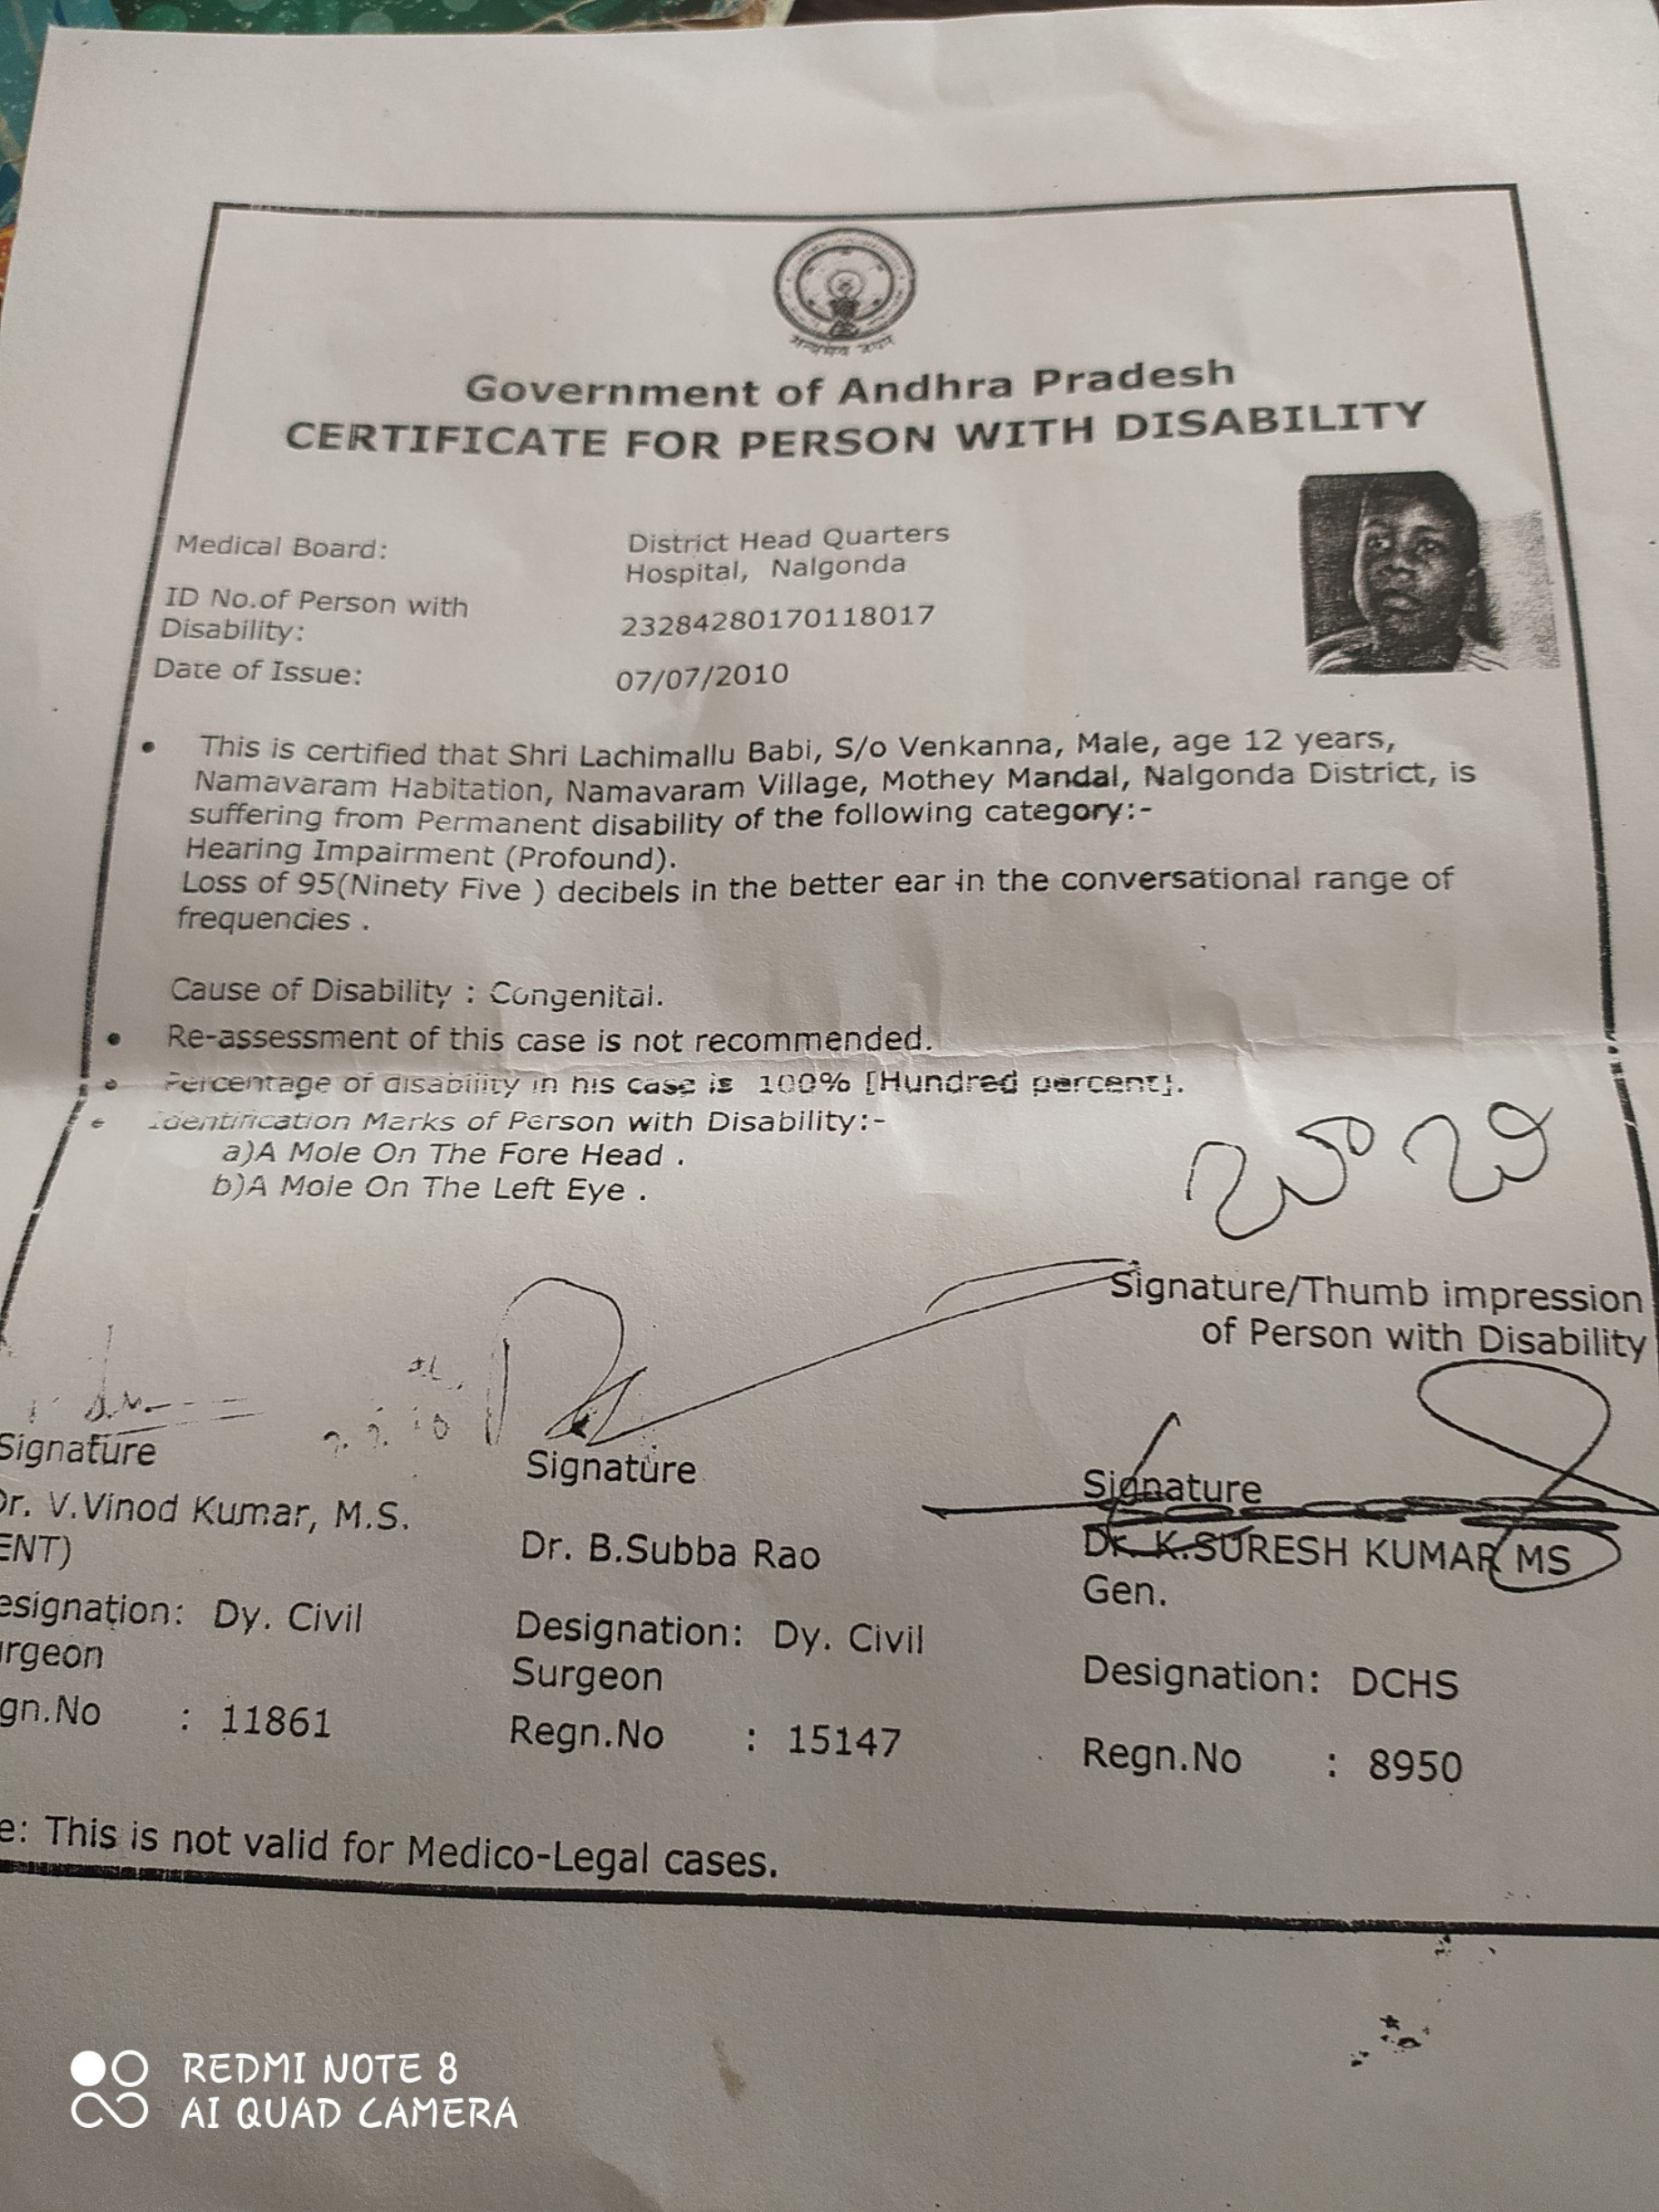 Government of Andhra Pradesh
CERTIFICATE FOR PERSON WITH DISABILITY
Medical Board: District Head Quarters
Hospital, Nalgonda
ID No.of Person with
Disability: 23284280170118017
Date of Issue: 07/07/2010
• This is certified that Shri Lachimallu Babi, S/o Venkanna, Male, age 12 years,
Namavaram Habitation, Namavaram Village, Mothey Mandal, Nalgonda District, is
suffering from Permanent disability of the following category:-
Hearing Impairment (Profound).
Loss of 95(Ninety Five ) decibels in the better ear in the conversational range of
frequencies .
Cause of Disability : Congenital.
• Re-assessment of this case is not recommended.
• Percentage of disability in his case is 100% [Hundred percent].
• Identification Marks of Person with Disability:-
a)A Mole On The Fore Head .
b)A Mole On The Left Eye .
బాబి
Signature/Thumb impression
of Person with Disability
Signature Signature Signature
Dr. V.Vinod Kumar, M.S. Dr. B.Subba Rao Dr. K.SURESH KUMAR MS
ENT) Gen.
esignation: Dy. Civil Designation: Dy. Civil Designation: DCHS
urgeon Surgeon
gn.No : 11861 Regn.No : 15147 Regn.No : 8950
e: This is not valid for Medico-Legal cases.
REDMI NOTE 8
AI QUAD CAMERA